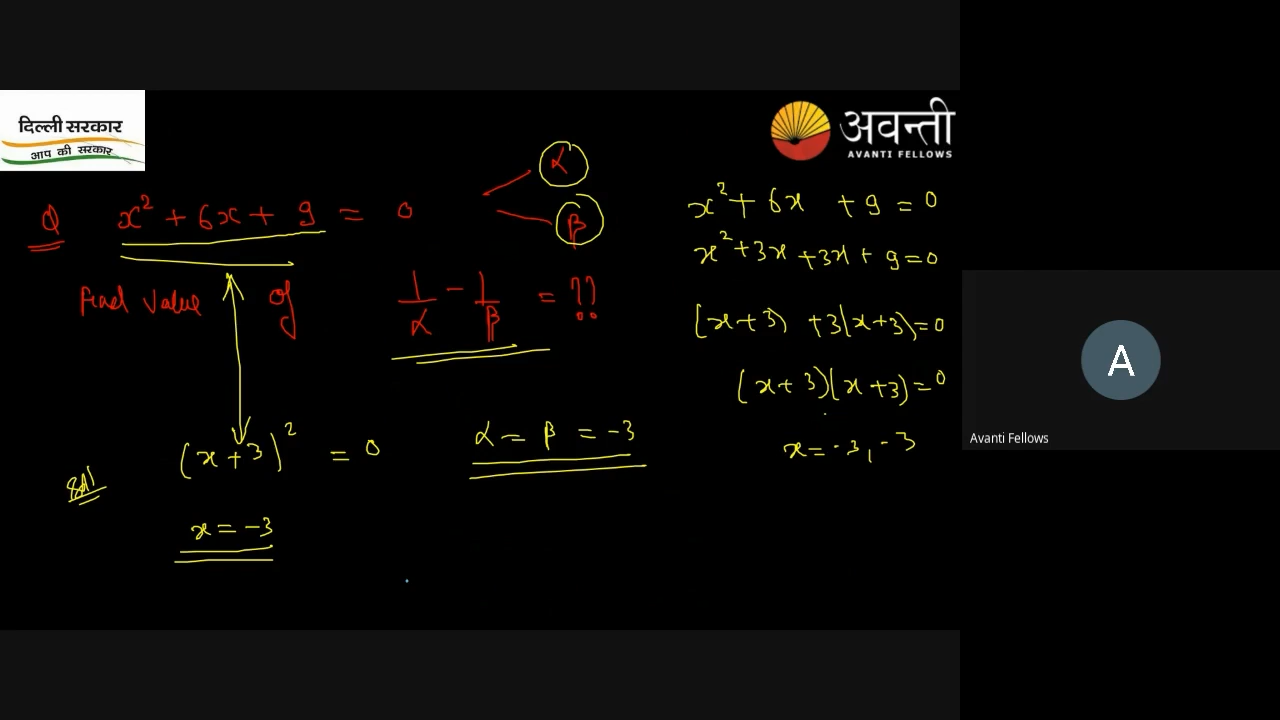 दिल्ली सरकार
आप की सरकार
अवन्ती
AVANTI FELLOWS
Q x² + 6x + 9 = 0
α
β
Find Value of 1/α - 1/β = ??
(x+3)² = 0
α = β = -3
Sol
x = -3
x² + 6x + 9 = 0
x² + 3x + 3x + 9 = 0
(x+3) + 3(x+3) = 0
(x+3)(x+3) = 0
x = -3, -3
A
Avanti Fellows